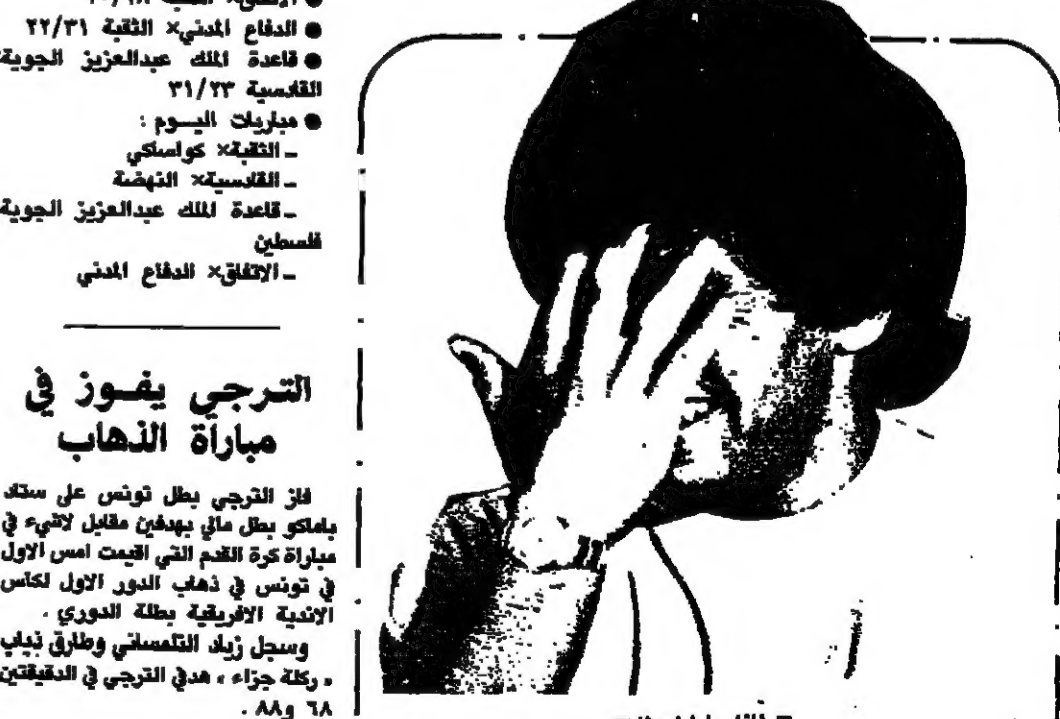 ● الدفاع المدني× الثقبة ٢٢/٣١
● قاعدة الملك عبدالعزيز الجوية
القادسية ٣١/٢٣
● مباريات اليـوم :
ـ الثقبة× كواساكي
ـ القادسية× النهضة
ـ قاعدة الملك عبدالعزيز الجوية
فلسطين
ـ الاتفاق× الدفاع المدني
الترجي يفـوز في
مباراة الذهاب
فاز الترجي بطل تونس على ستاد
باماكو بطل مالي بهدفين مقابل لاشيء في
مباراة كرة القدم التي اقيمت امس الاول
في تونس في ذهاب الدور الاول لكاس
الاندية الافريقية بطلة الدوري .
وسجل زياد التلمساني وطارق ذياب
« ركلة جزاء » هدفي الترجي في الدقيقتين
٦٨ و٨٨ .